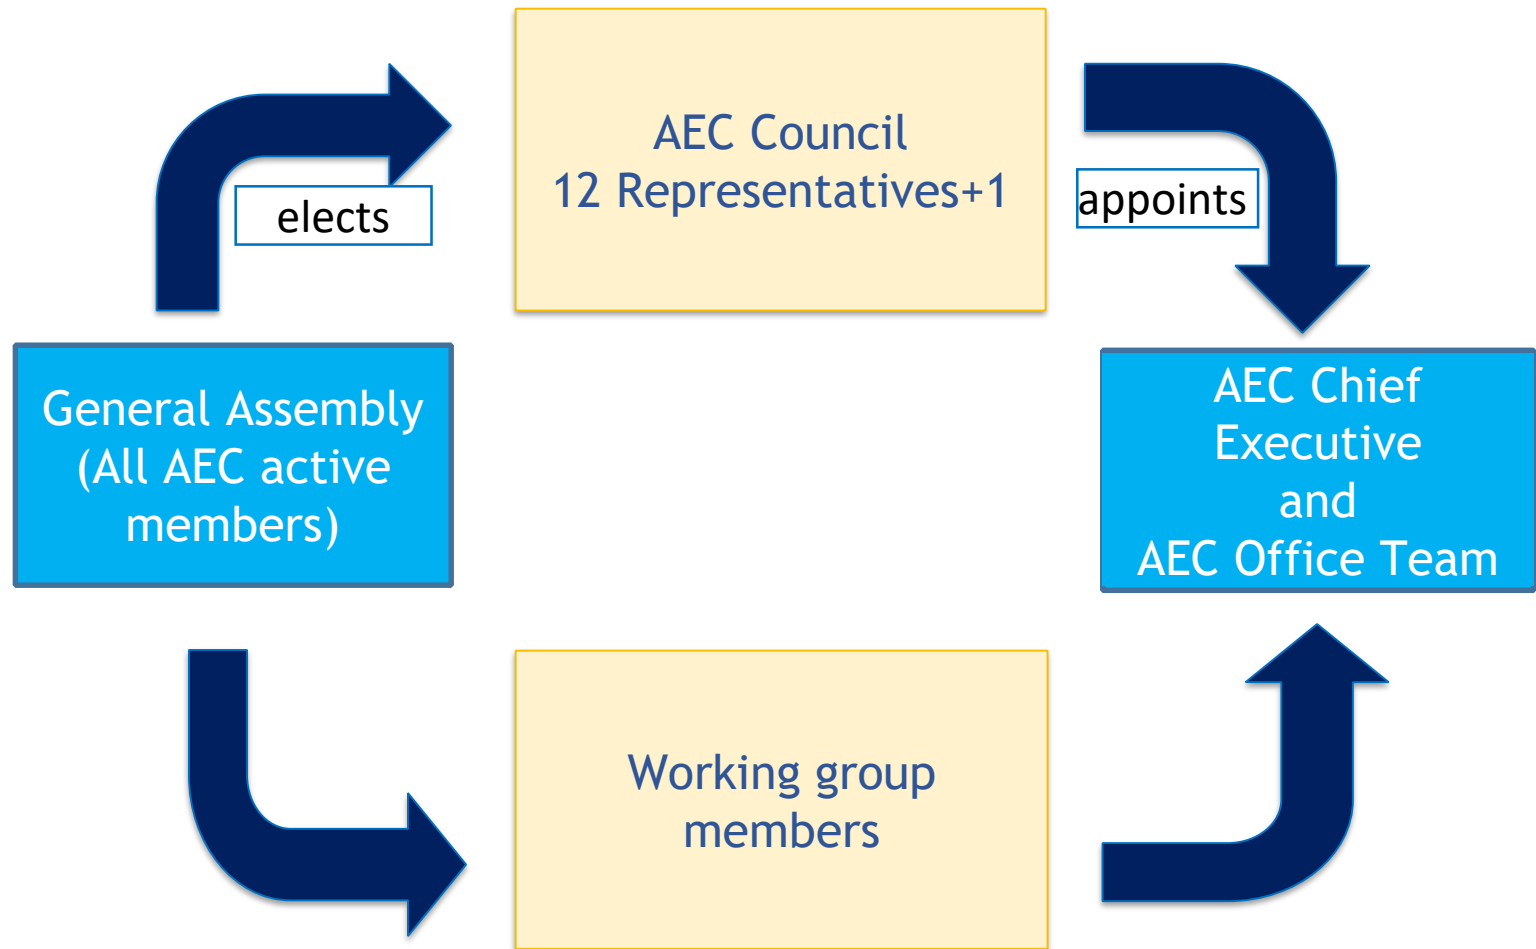 AEC Council
12 Representatives+1
elects
appoints
General Assembly
(All AEC active
members)
AEC Chief
Executive
and
AEC Office Team
Working group
members